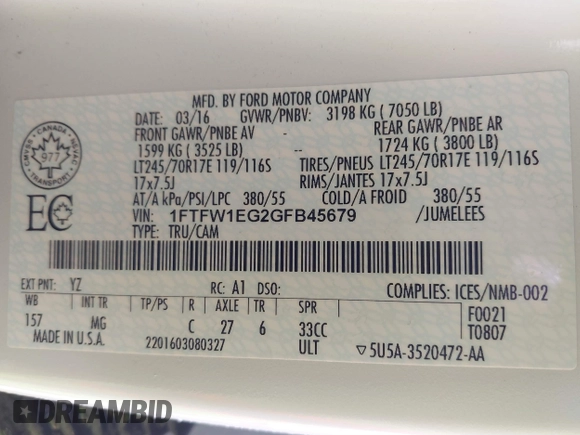 MFD. BY FORD MOTOR COMPANY
DATE: 03/16 GVWR/PNBV: 3198 KG ( 7050 LB)
FRONT GAWR/PNBE AV REAR GAWR/PNBE AR
1599 KG ( 3525 LB) -- 1724 KG ( 3800 LB)
LT245/70R17E 119/116S TIRES/PNEUS LT245/70R17E 119/116S
17x7.5J RIMS/JANTES 17x7.5J
AT/A kPa/PSI/LPC 380/55 COLD/A FROID 380/55
VIN: 1FTFW1EG2GFB45679 /JUMELEES
TYPE: TRU/CAM
CANADA
CMVSS NSVAC
977
TRANSPORT
EC
EXT PNT: YZ RC: A1 DSO: COMPLIES: ICES/NMB-002
WB INT TR TP/PS R AXLE TR SPR F0021
157 MG C 27 6 33CC T0807
MADE IN U.S.A. 2201603080327 ULT ▽5U5A-3520472-AA
DREAMBID